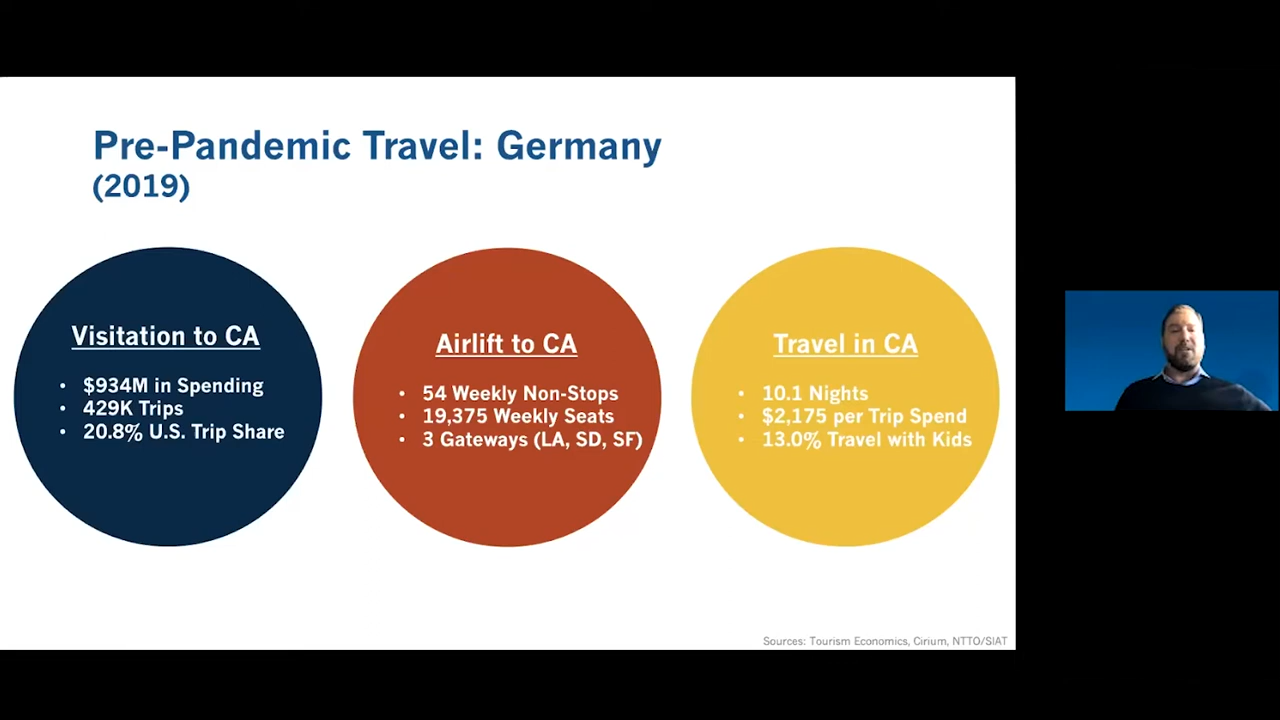 Pre-Pandemic Travel: Germany
(2019)
Visitation to CA
• $934M in Spending
• 429K Trips
• 20.8% U.S. Trip Share
Airlift to CA
• 54 Weekly Non-Stops
• 19,375 Weekly Seats
• 3 Gateways (LA, SD, SF)
Travel in CA
• 10.1 Nights
• $2,175 per Trip Spend
• 13.0% Travel with Kids
Sources: Tourism Economics, Cirium, NTTO/SIAT